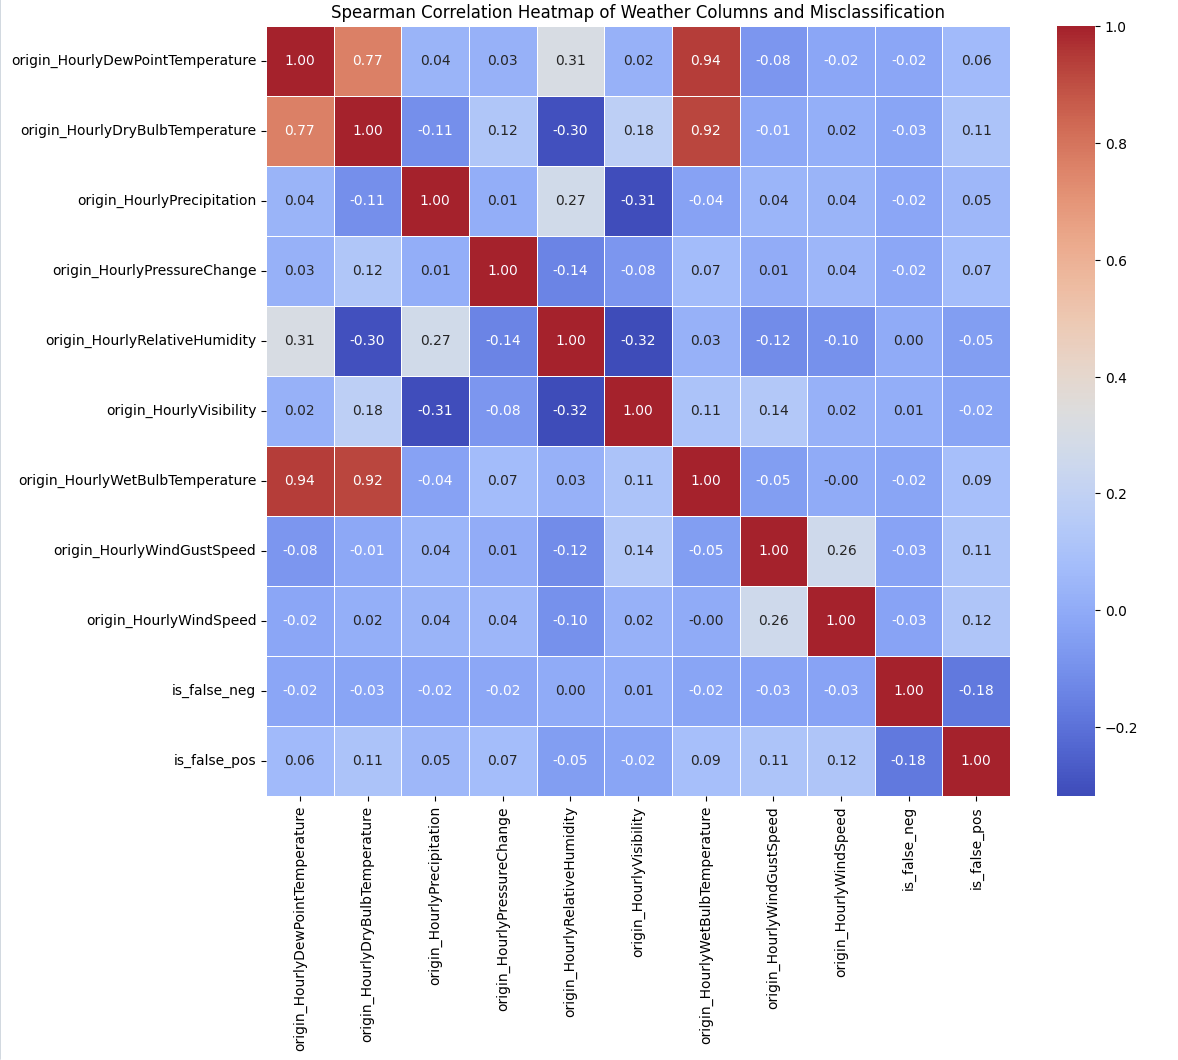 Spearman Correlation Heatmap of Weather Columns and Misclassification
origin_HourlyDewPointTemperature 1.00 0.77 0.04 0.03 0.31 0.02 0.94 -0.08 -0.02 -0.02 0.06
origin_HourlyDryBulbTemperature 0.77 1.00 -0.11 0.12 -0.30 0.18 0.92 -0.01 0.02 -0.03 0.11
origin_HourlyPrecipitation 0.04 -0.11 1.00 0.01 0.27 -0.31 -0.04 0.04 0.04 -0.02 0.05
origin_HourlyPressureChange 0.03 0.12 0.01 1.00 -0.14 -0.08 0.07 0.01 0.04 -0.02 0.07
origin_HourlyRelativeHumidity 0.31 -0.30 0.27 -0.14 1.00 -0.32 0.03 -0.12 -0.10 0.00 -0.05
origin_HourlyVisibility 0.02 0.18 -0.31 -0.08 -0.32 1.00 0.11 0.14 0.02 0.01 -0.02
origin_HourlyWetBulbTemperature 0.94 0.92 -0.04 0.07 0.03 0.11 1.00 -0.05 -0.00 -0.02 0.09
origin_HourlyWindGustSpeed -0.08 -0.01 0.04 0.01 -0.12 0.14 -0.05 1.00 0.26 -0.03 0.11
origin_HourlyWindSpeed -0.02 0.02 0.04 0.04 -0.10 0.02 -0.00 0.26 1.00 -0.03 0.12
is_false_neg -0.02 -0.03 -0.02 -0.02 0.00 0.01 -0.02 -0.03 -0.03 1.00 -0.18
is_false_pos 0.06 0.11 0.05 0.07 -0.05 -0.02 0.09 0.11 0.12 -0.18 1.00
origin_HourlyDewPointTemperature
origin_HourlyDryBulbTemperature
origin_HourlyPrecipitation
origin_HourlyPressureChange
origin_HourlyRelativeHumidity
origin_HourlyVisibility
origin_HourlyWetBulbTemperature
origin_HourlyWindGustSpeed
origin_HourlyWindSpeed
is_false_neg
is_false_pos
1.0
0.8
0.6
0.4
0.2
0.0
−0.2